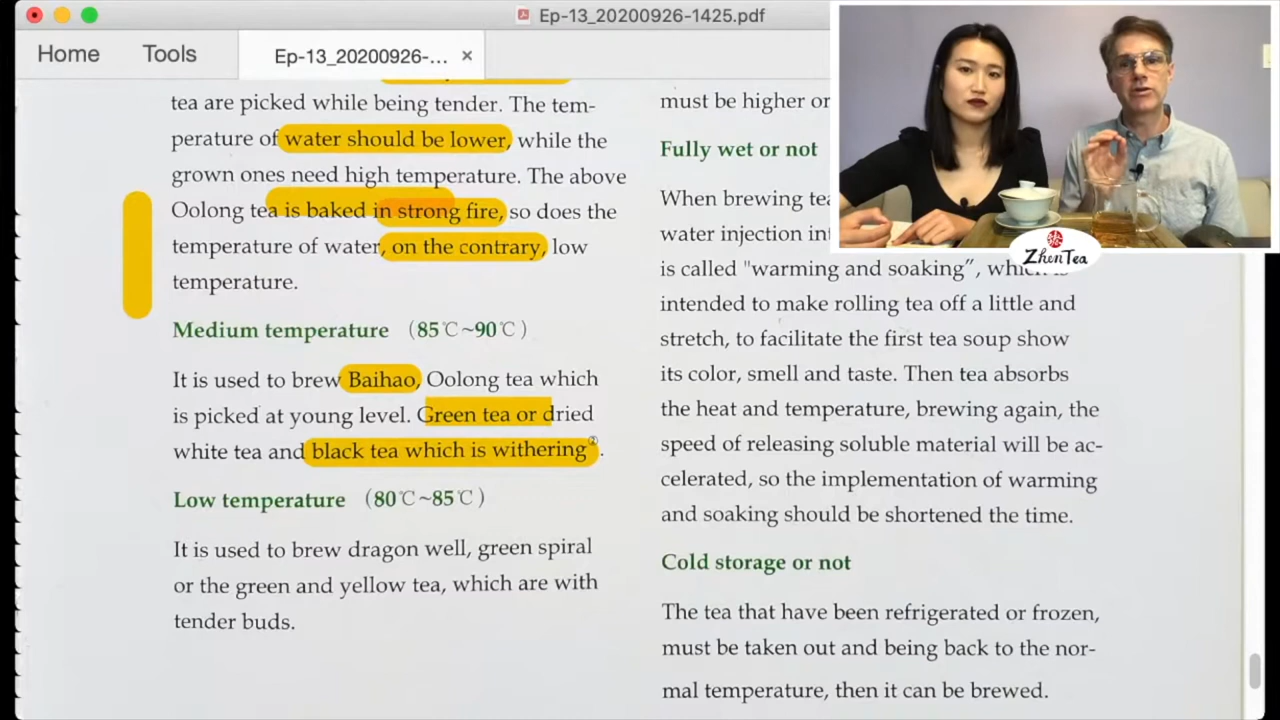 Ep-13_20200926-1425.pdf
Home
Tools
Ep-13_20200926-...
tea are picked while being tender. The tem-
perature of water should be lower, while the
grown ones need high temperature. The above
Oolong tea is baked in strong fire, so does the
temperature of water, on the contrary, low
temperature.
Medium temperature (85℃~90℃)
It is used to brew Baihao, Oolong tea which
is picked at young level. Green tea or dried
white tea and black tea which is withering②.
Low temperature (80℃~85℃)
It is used to brew dragon well, green spiral
or the green and yellow tea, which are with
tender buds.
must be higher or
Fully wet or not
When brewing tea
water injection
is called "warming and soaking”, which is
intended to make rolling tea off a little and
stretch, to facilitate the first tea soup show
its color, smell and taste. Then tea absorbs
the heat and temperature, brewing again, the
speed of releasing soluble material will be ac-
celerated, so the implementation of warming
and soaking should be shortened the time.
Cold storage or not
The tea that have been refrigerated or frozen,
must be taken out and being back to the nor-
mal temperature, then it can be brewed.
ZhenTea